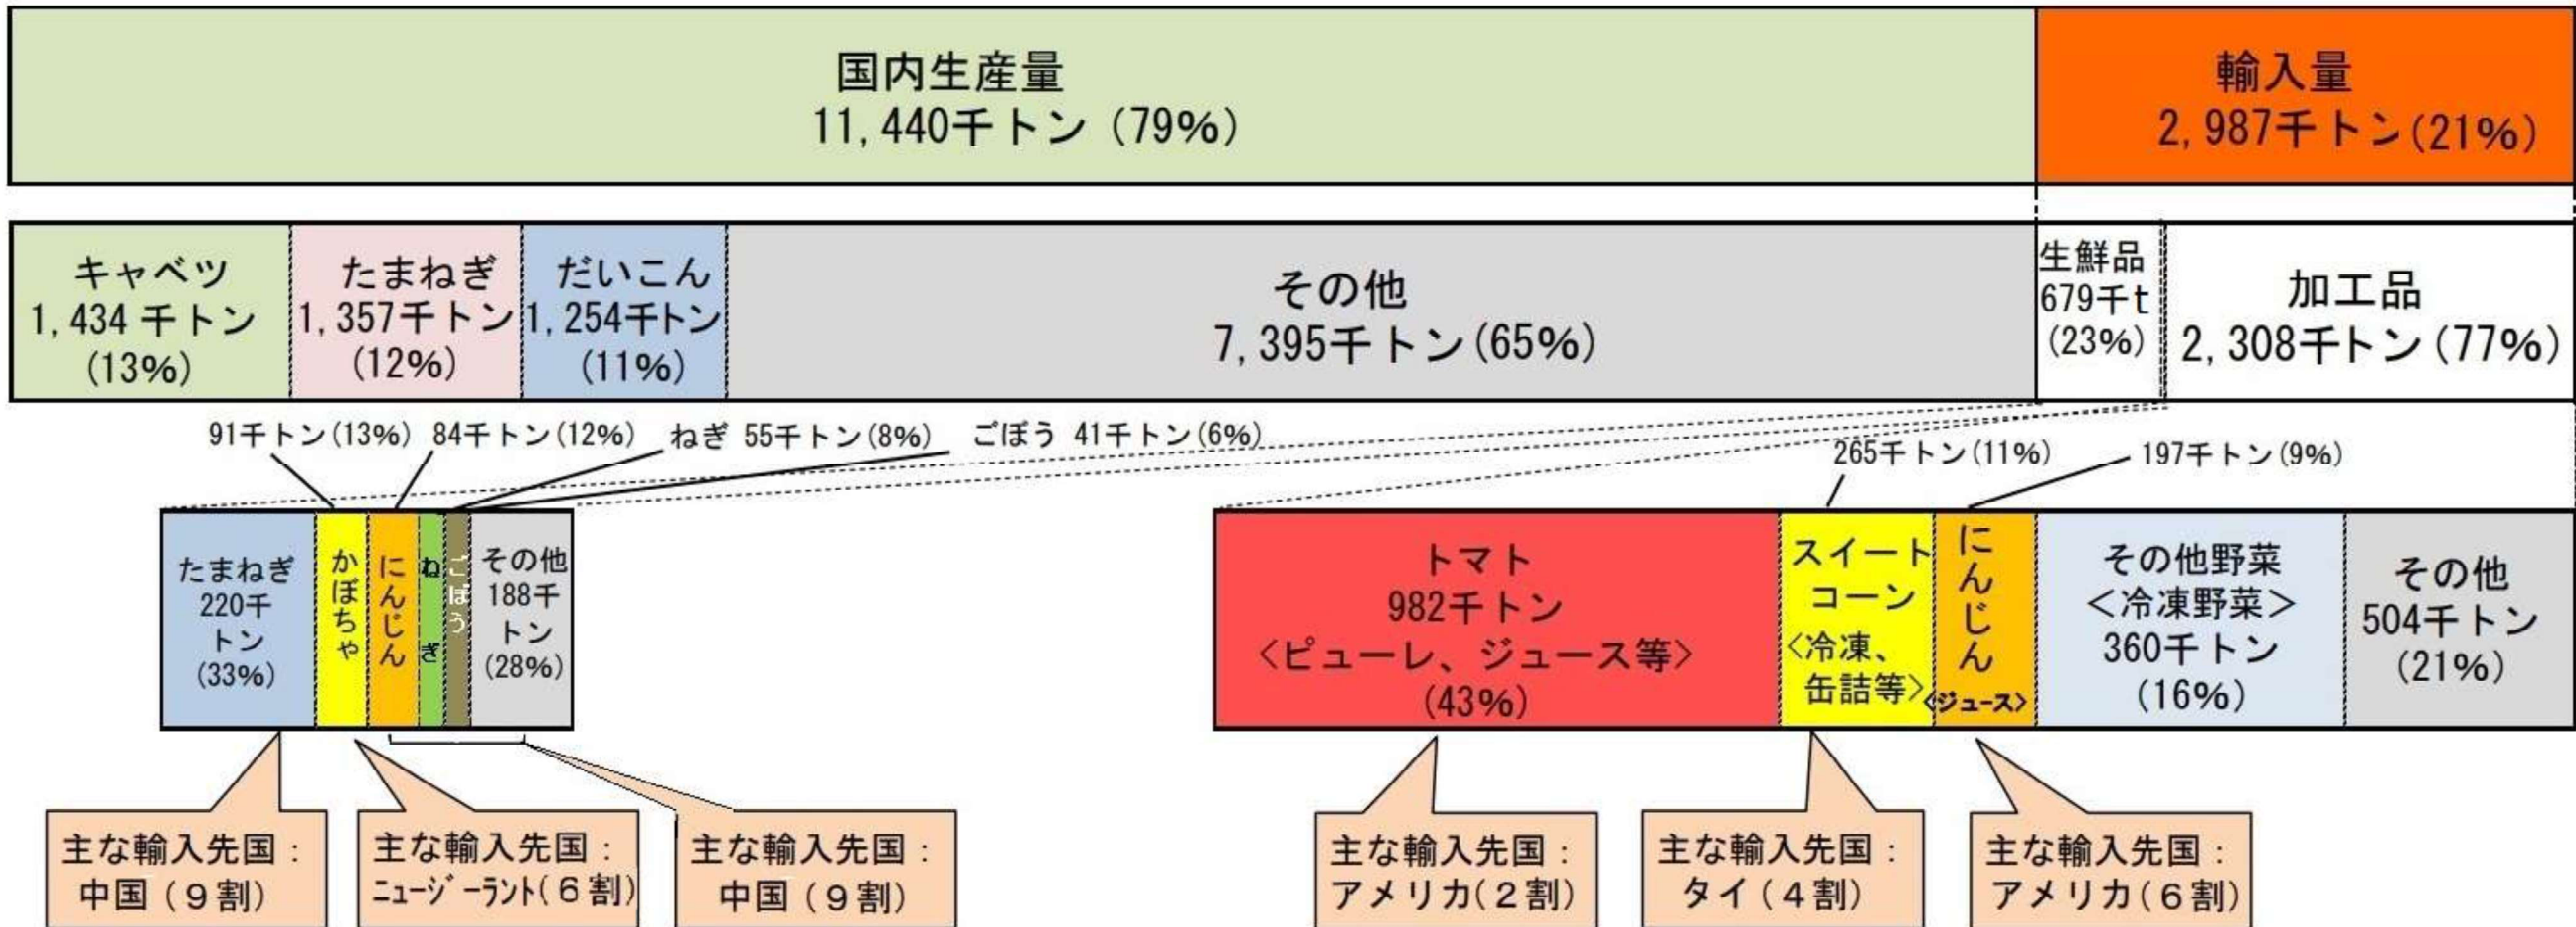 国内生産量
11,440千トン (79%)
輸入量
2,987千トン(21%)
キャベツ
1,434 千トン
(13%)
たまねぎ
1,357千トン
(12%)
だいこん
1,254千トン
(11%)
その他
7,395千トン(65%)
生鮮品
679千t
(23%)
加工品
2,308千トン(77%)
91千トン(13%)
84千トン(12%)
ねぎ 55千トン(8%)
ごぼう 41千トン(6%)
265千トン(11%)
197千トン(9%)
たまねぎ
220千
トン
(33%)
かぼちゃ
にんじん
ねぎ
ごぼう
その他
188千
トン
(28%)
トマト
982千トン
<ピューレ、ジュース等>
(43%)
スイート
コーン
<冷凍、
缶詰等>
にんじん
<ジュース>
その他野菜
<冷凍野菜>
360千トン
(16%)
その他
504千トン
(21%)
主な輸入先国:
中国(9割)
主な輸入先国:
ニュージーラント(6割)
主な輸入先国:
中国(9割)
主な輸入先国:
アメリカ(2割)
主な輸入先国:
タイ(4割)
主な輸入先国:
アメリカ(6割)